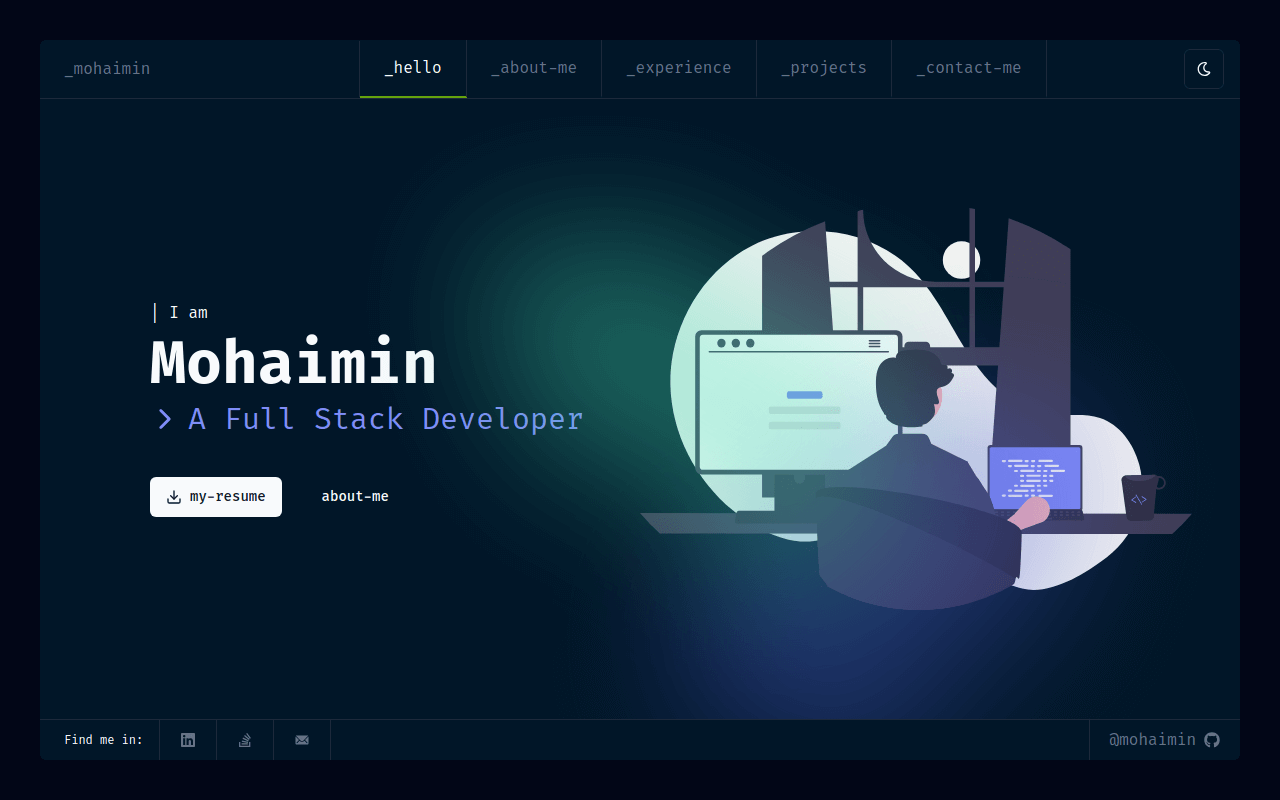 _mohaimin
_hello
_about-me
_experience
_projects
_contact-me
I am
Mohaimin
A Full Stack Developer
my-resume
about-me
Find me in:
@mohaimin